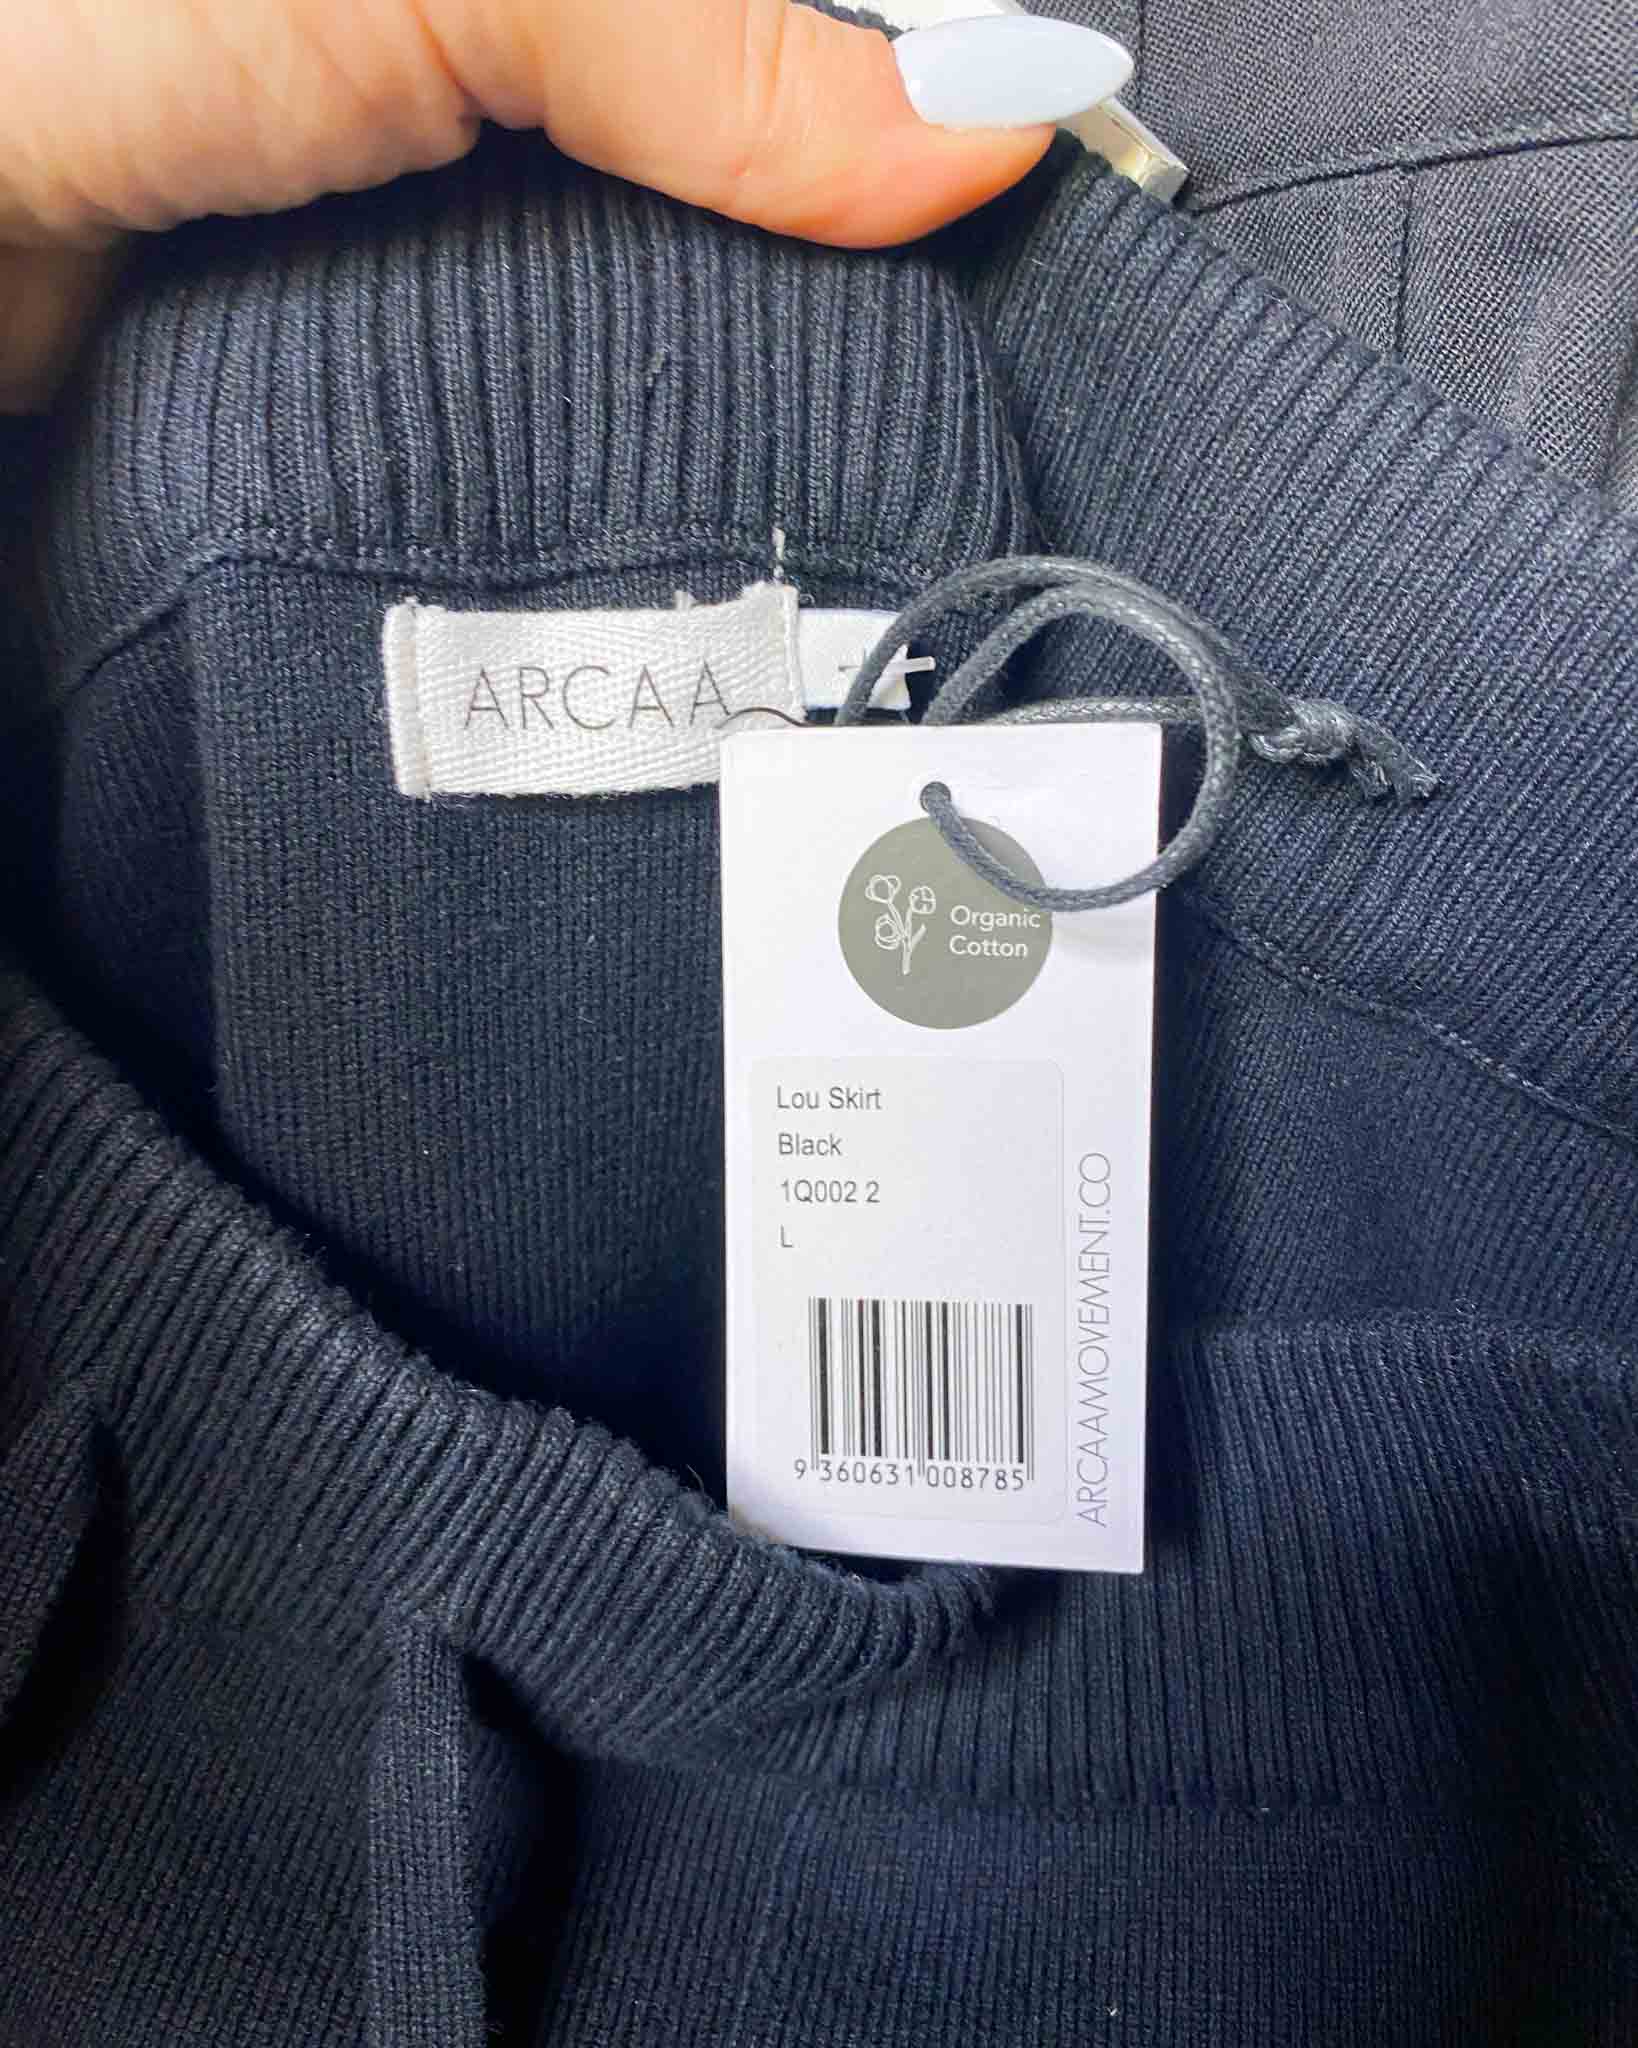 ARCAA
Organic
Cotton
Lou Skirt
Black
1Q002 2
L
9 360631 008785
ARCAAMOVEMENT.CO